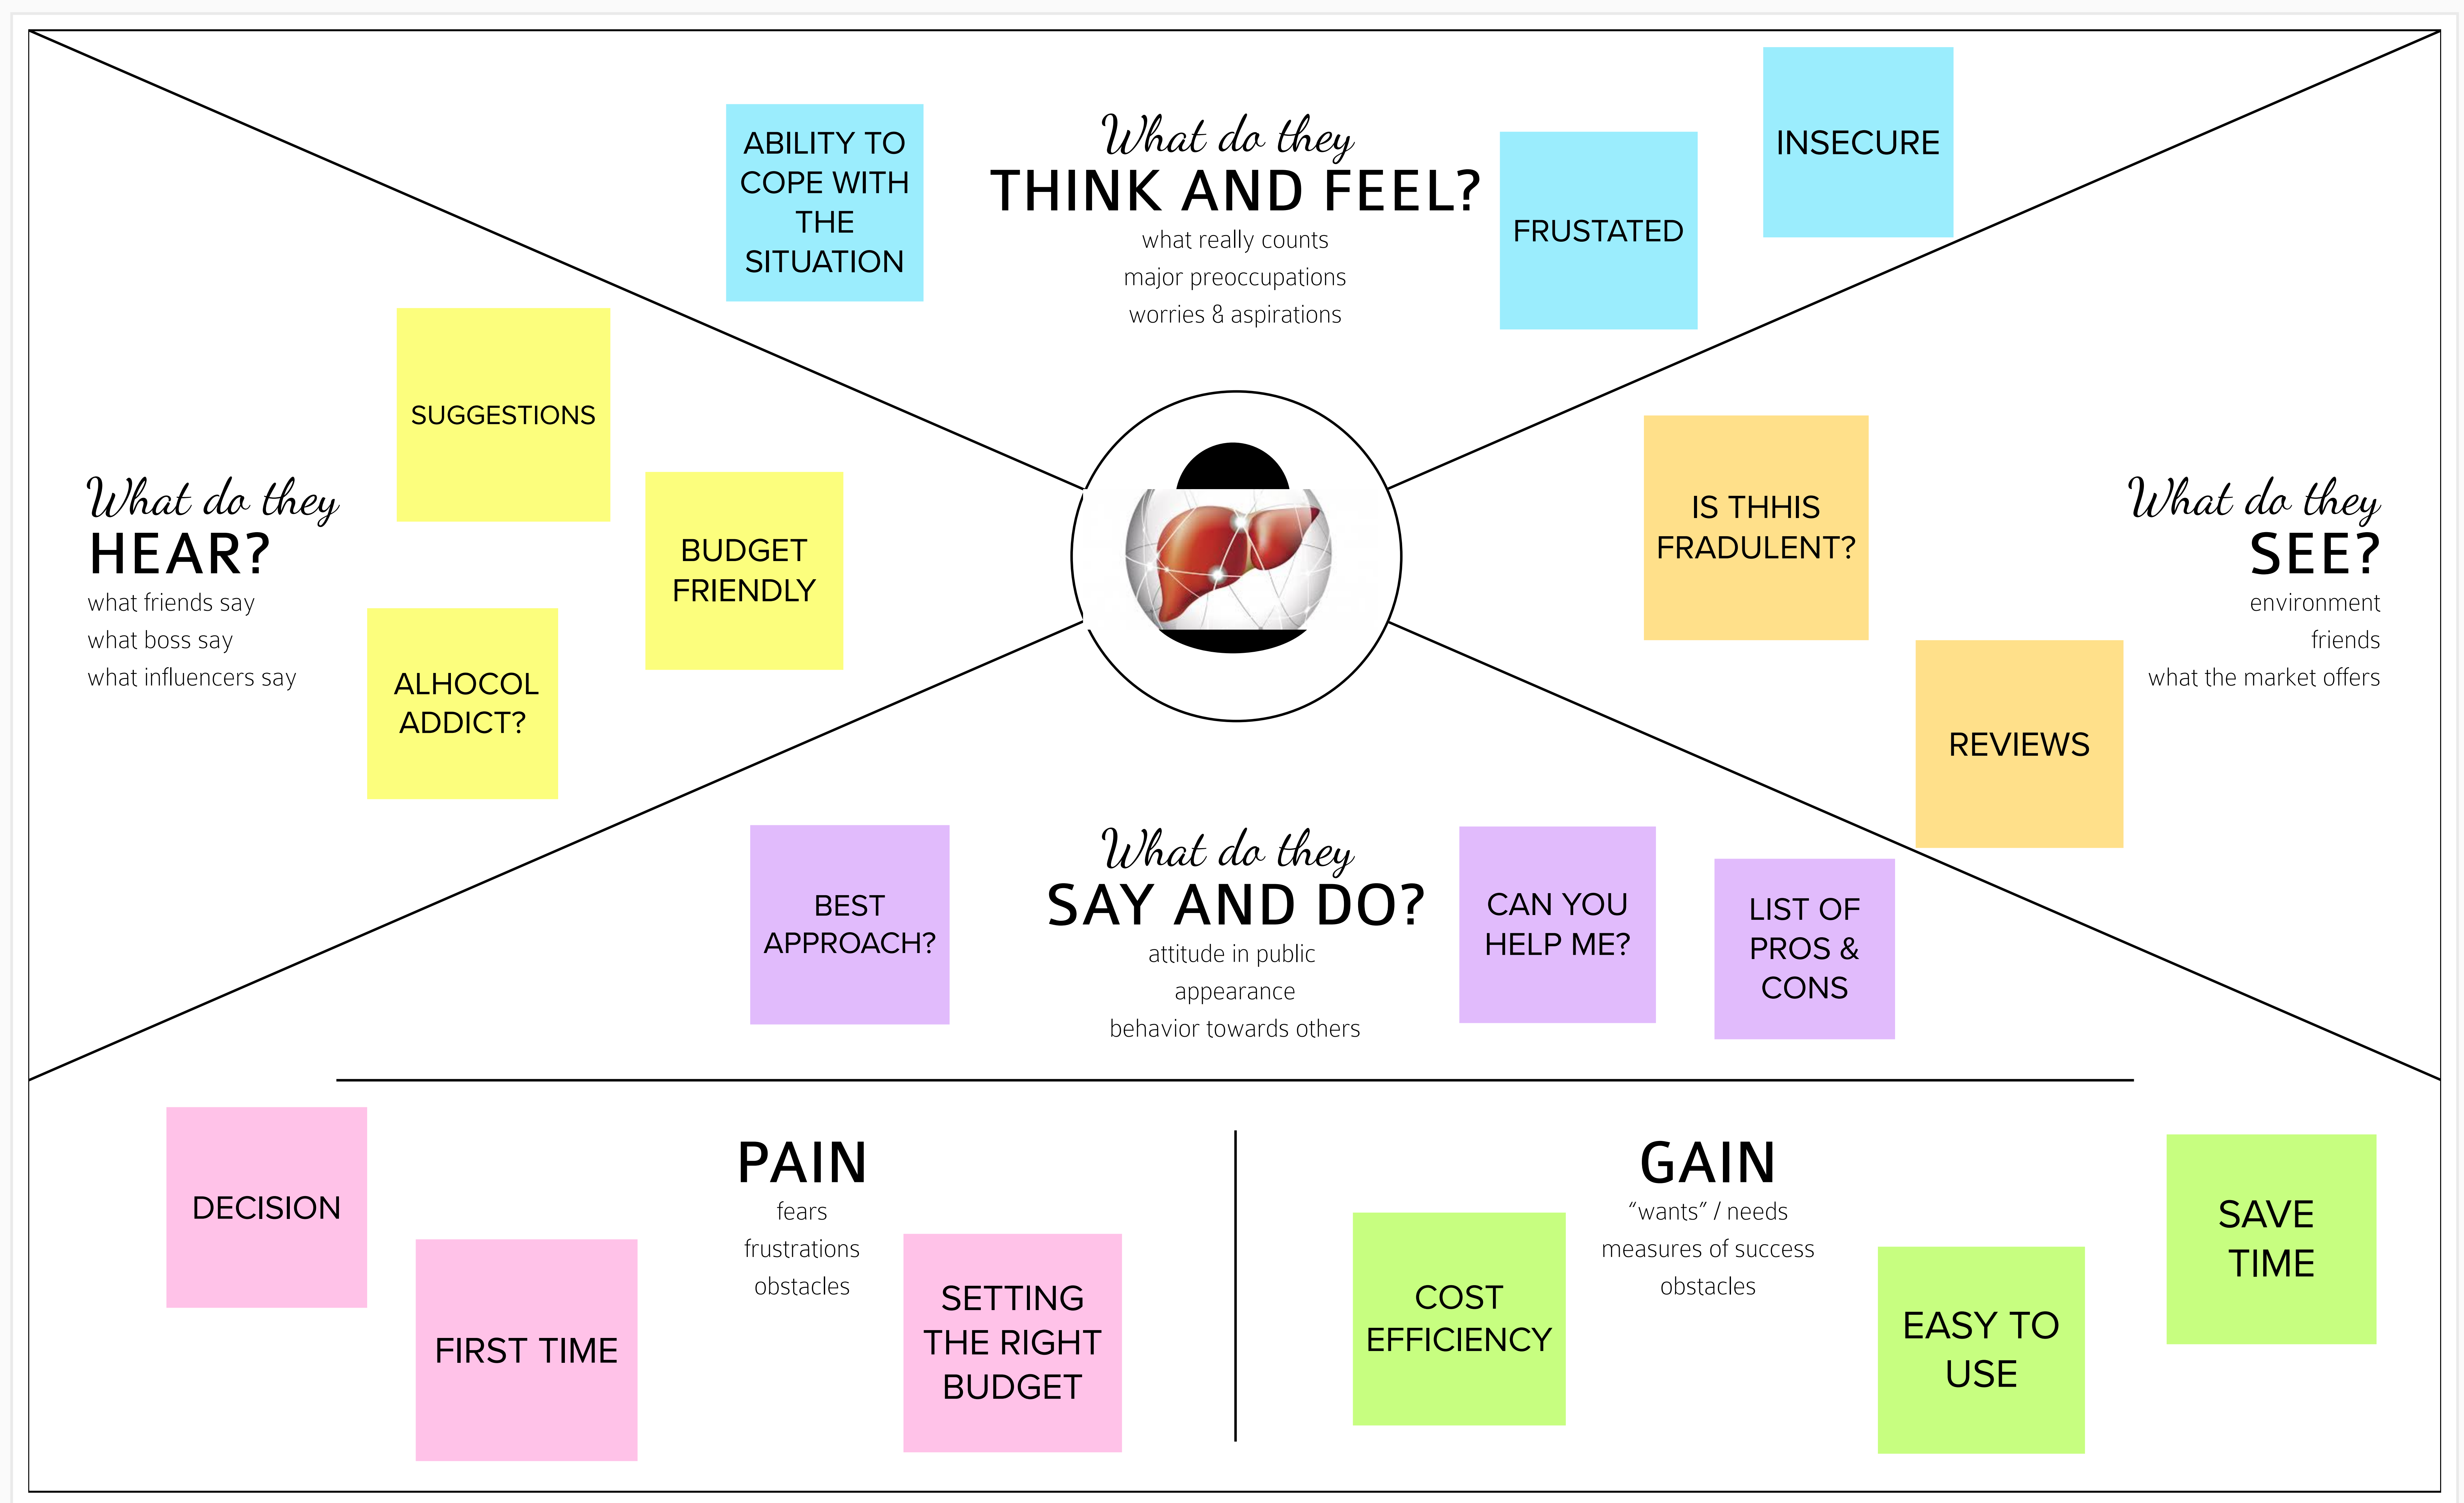 What do they
THINK AND FEEL?
what really counts
major preoccupations
worries & aspirations
ABILITY TO
COPE WITH
THE
SITUATION
FRUSTATED
INSECURE
What do they
HEAR?
what friends say
what boss say
what influencers say
SUGGESTIONS
BUDGET
FRIENDLY
ALHOCOL
ADDICT?
What do they
SEE?
environment
friends
what the market offers
IS THHIS
FRADULENT?
REVIEWS
What do they
SAY AND DO?
attitude in public
appearance
behavior towards others
BEST
APPROACH?
CAN YOU
HELP ME?
LIST OF
PROS &
CONS
PAIN
fears
frustrations
obstacles
DECISION
FIRST TIME
SETTING
THE RIGHT
BUDGET
GAIN
“wants” / needs
measures of success
obstacles
COST
EFFICIENCY
EASY TO
USE
SAVE
TIME